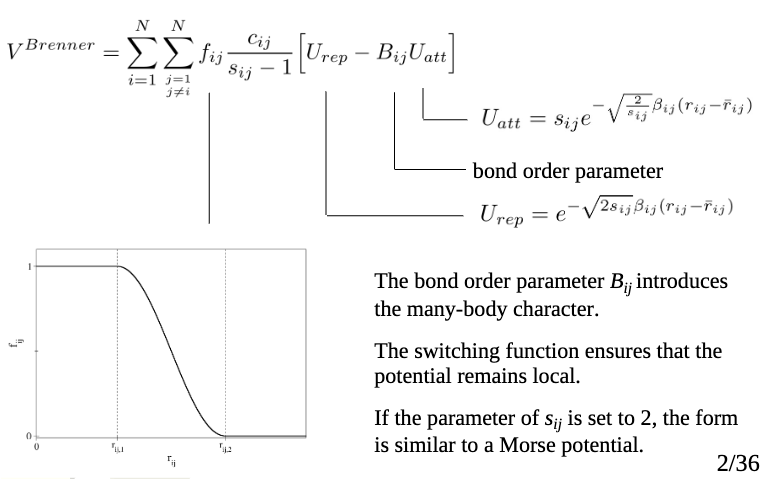 V^{Brenner} = \sum_{i=1}^{N} \sum_{\substack{j=1 \\ j \neq i}}^{N} f_{ij} \frac{c_{ij}}{s_{ij} - 1} [U_{rep} - B_{ij} U_{att}]
U_{att} = s_{ij} e^{-\sqrt{\frac{2}{s_{ij}}} \beta_{ij} (r_{ij} - \bar{r}_{ij})}
bond order parameter
U_{rep} = e^{-\sqrt{2 s_{ij}} \beta_{ij} (r_{ij} - \bar{r}_{ij})}
1
f_{ij}
0
0 r_{ij,1} r_{ij,2}
r_{ij}
The bond order parameter B_{ij} introduces
the many-body character.
The switching function ensures that the
potential remains local.
If the parameter of s_{ij} is set to 2, the form
is similar to a Morse potential.
2/36